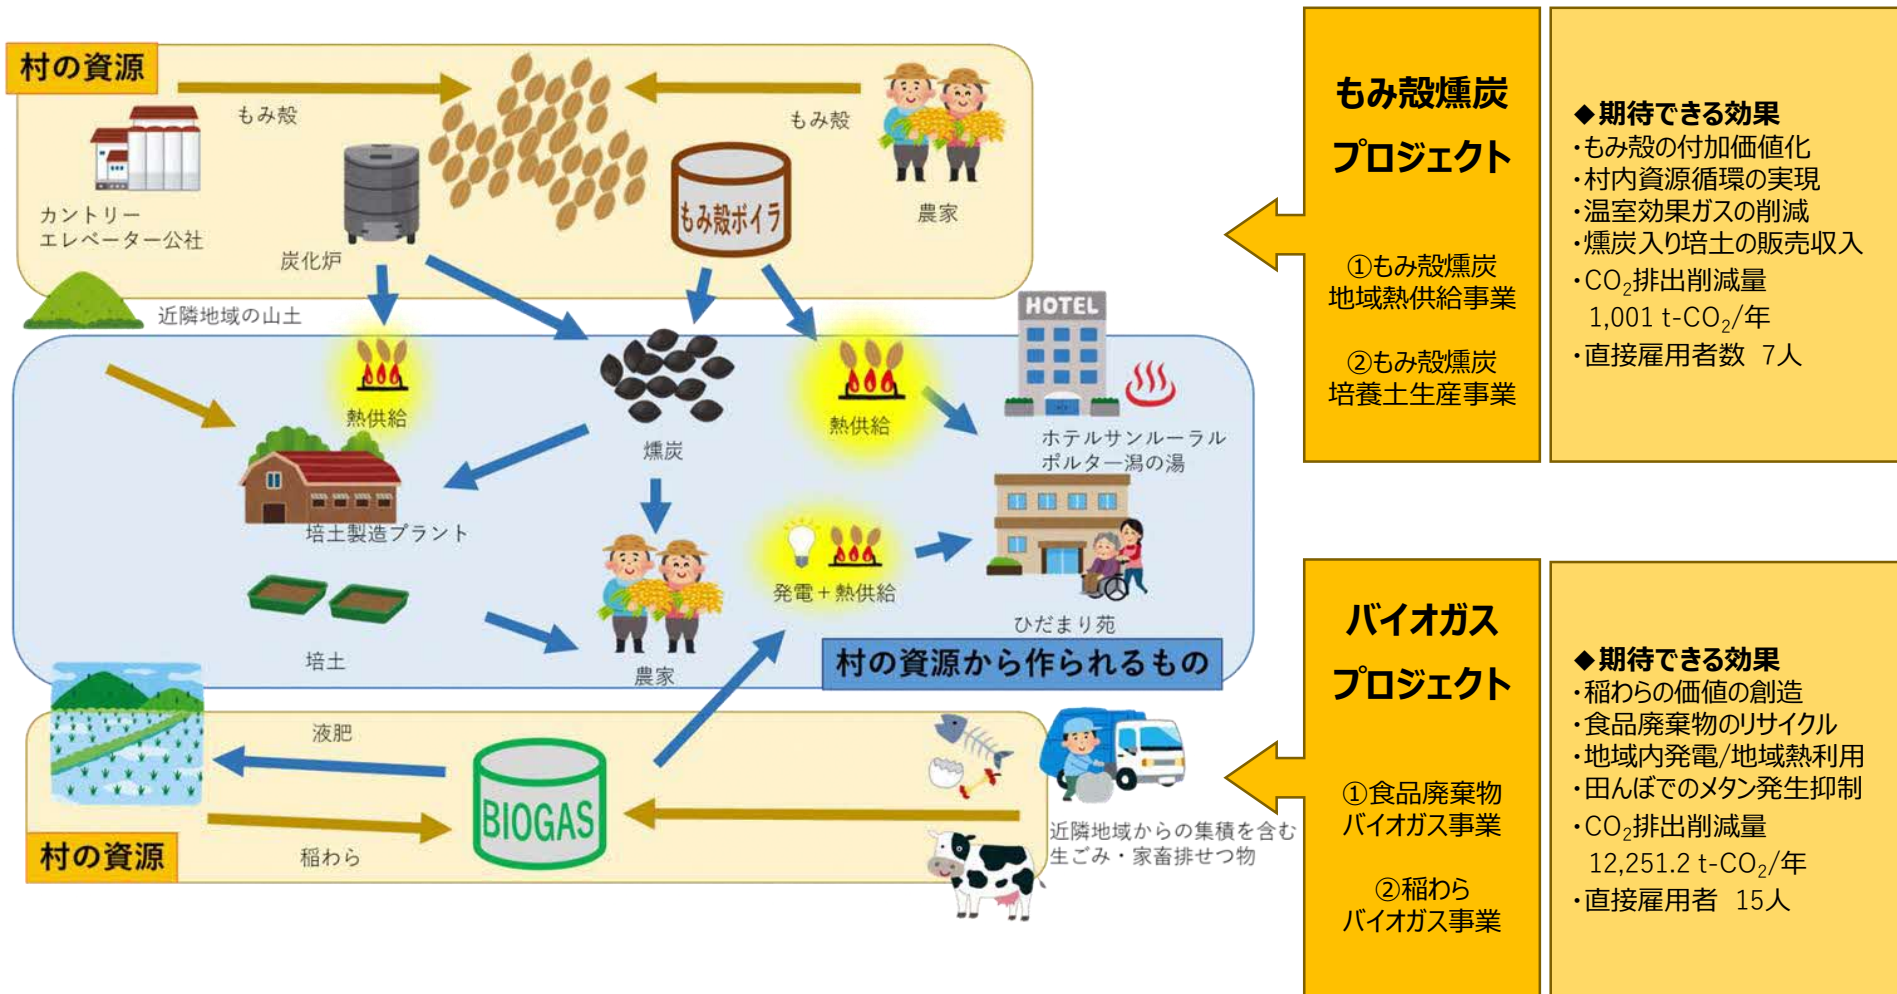 村の資源
もみ殻
もみ殻
カントリー
エレベーター公社
炭化炉
もみ殻ボイラ
農家
近隣地域の山土
熱供給
燻炭
熱供給
HOTEL
ホテルサンルーラル
ポルダー潟の湯
培土製造プラント
発電＋熱供給
ひだまり苑
培土
農家
村の資源から作られるもの
液肥
BIOGAS
稲わら
村の資源
近隣地域からの集積を含む
生ごみ・家畜排せつ物
もみ殻燻炭
プロジェクト
①もみ殻燻炭
地域熱供給事業
②もみ殻燻炭
培養土生産事業
◆期待できる効果
・もみ殻の付加価値化
・村内資源循環の実現
・温室効果ガスの削減
・燻炭入り培土の販売収入
・CO₂排出削減量
1,001 t-CO₂/年
・直接雇用者数 7人
バイオガス
プロジェクト
①食品廃棄物
バイオガス事業
②稲わら
バイオガス事業
◆期待できる効果
・稲わらの価値の創造
・食品廃棄物のリサイクル
・地域内発電/地域熱利用
・田んぼでのメタン発生抑制
・CO₂排出削減量
12,251.2 t-CO₂/年
・直接雇用者 15人